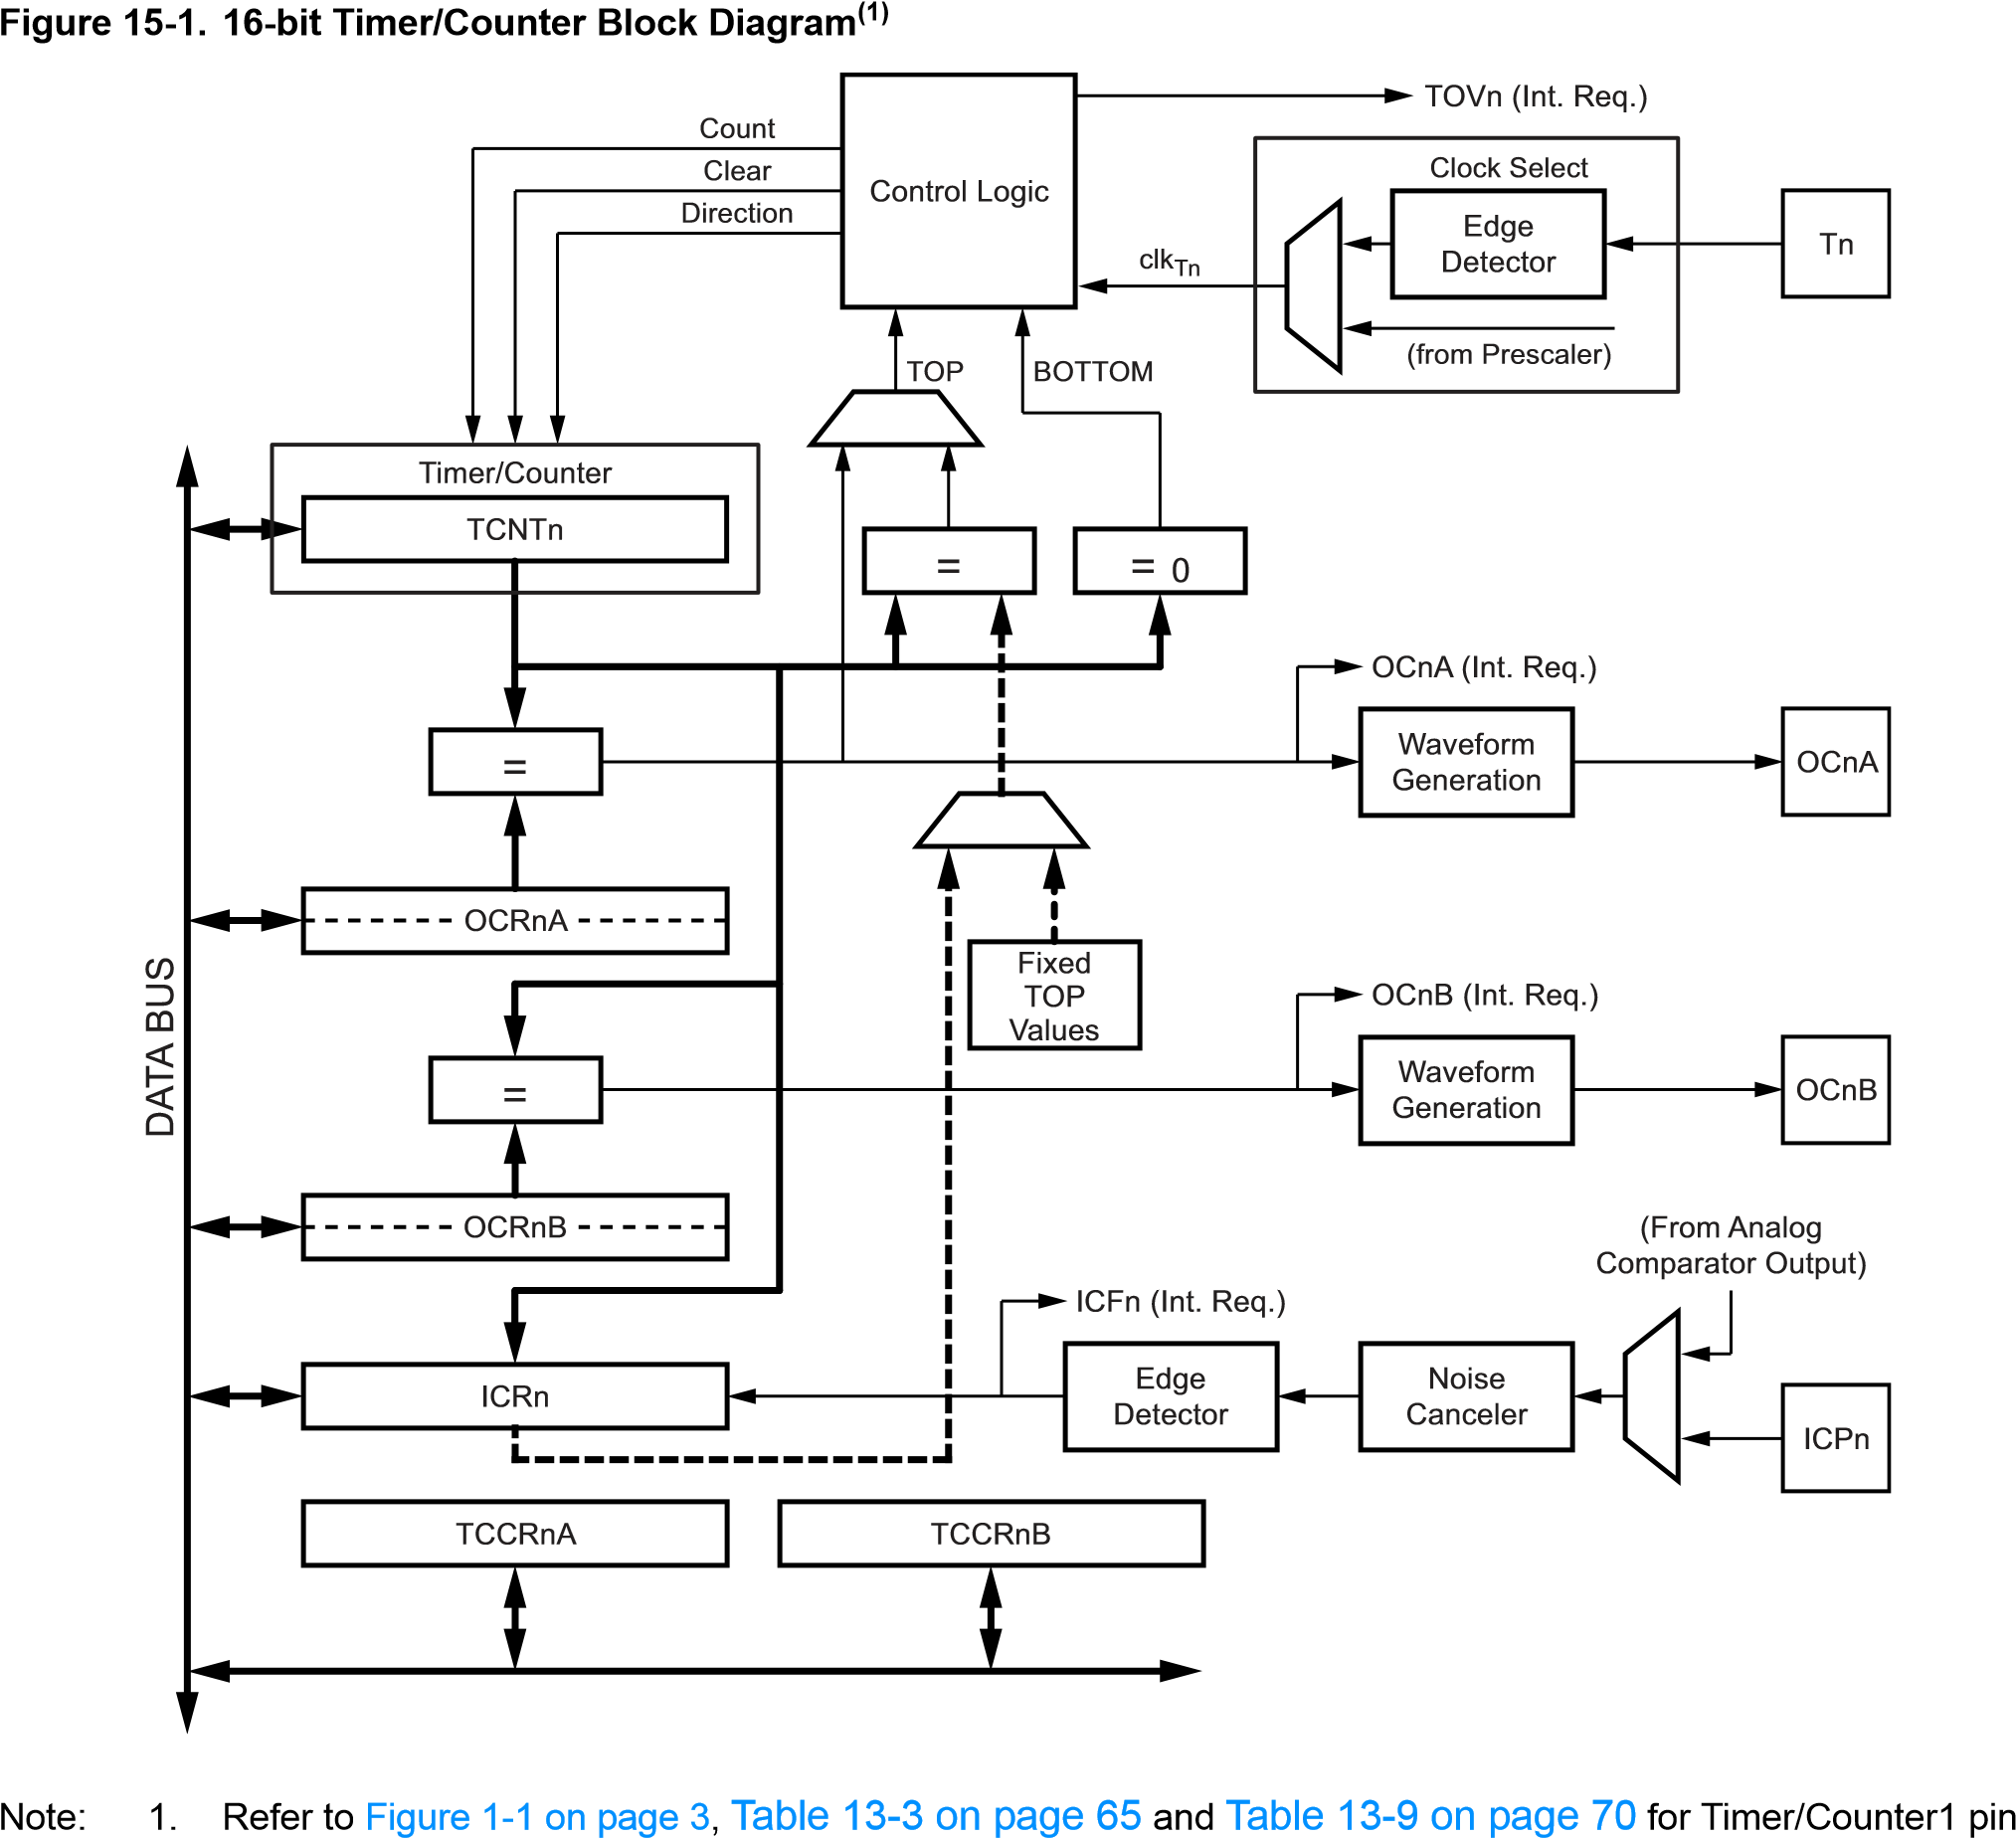 Figure 15-1. 16-bit Timer/Counter Block Diagram(1)
TOVn (Int. Req.)
Count
Clear
Direction
Control Logic
Clock Select
Edge
Detector
Tn
clkTn
(from Prescaler)
TOP
BOTTOM
Timer/Counter
TCNTn
=
= 0
OCnA (Int. Req.)
=
Waveform
Generation
OCnA
OCRnA
Fixed
TOP
Values
DATA BUS
OCnB (Int. Req.)
=
Waveform
Generation
OCnB
OCRnB
(From Analog
Comparator Output)
ICFn (Int. Req.)
ICRn
Edge
Detector
Noise
Canceler
ICPn
TCCRnA
TCCRnB
Note: 1. Refer to Figure 1-1 on page 3, Table 13-3 on page 65 and Table 13-9 on page 70 for Timer/Counter1 pin